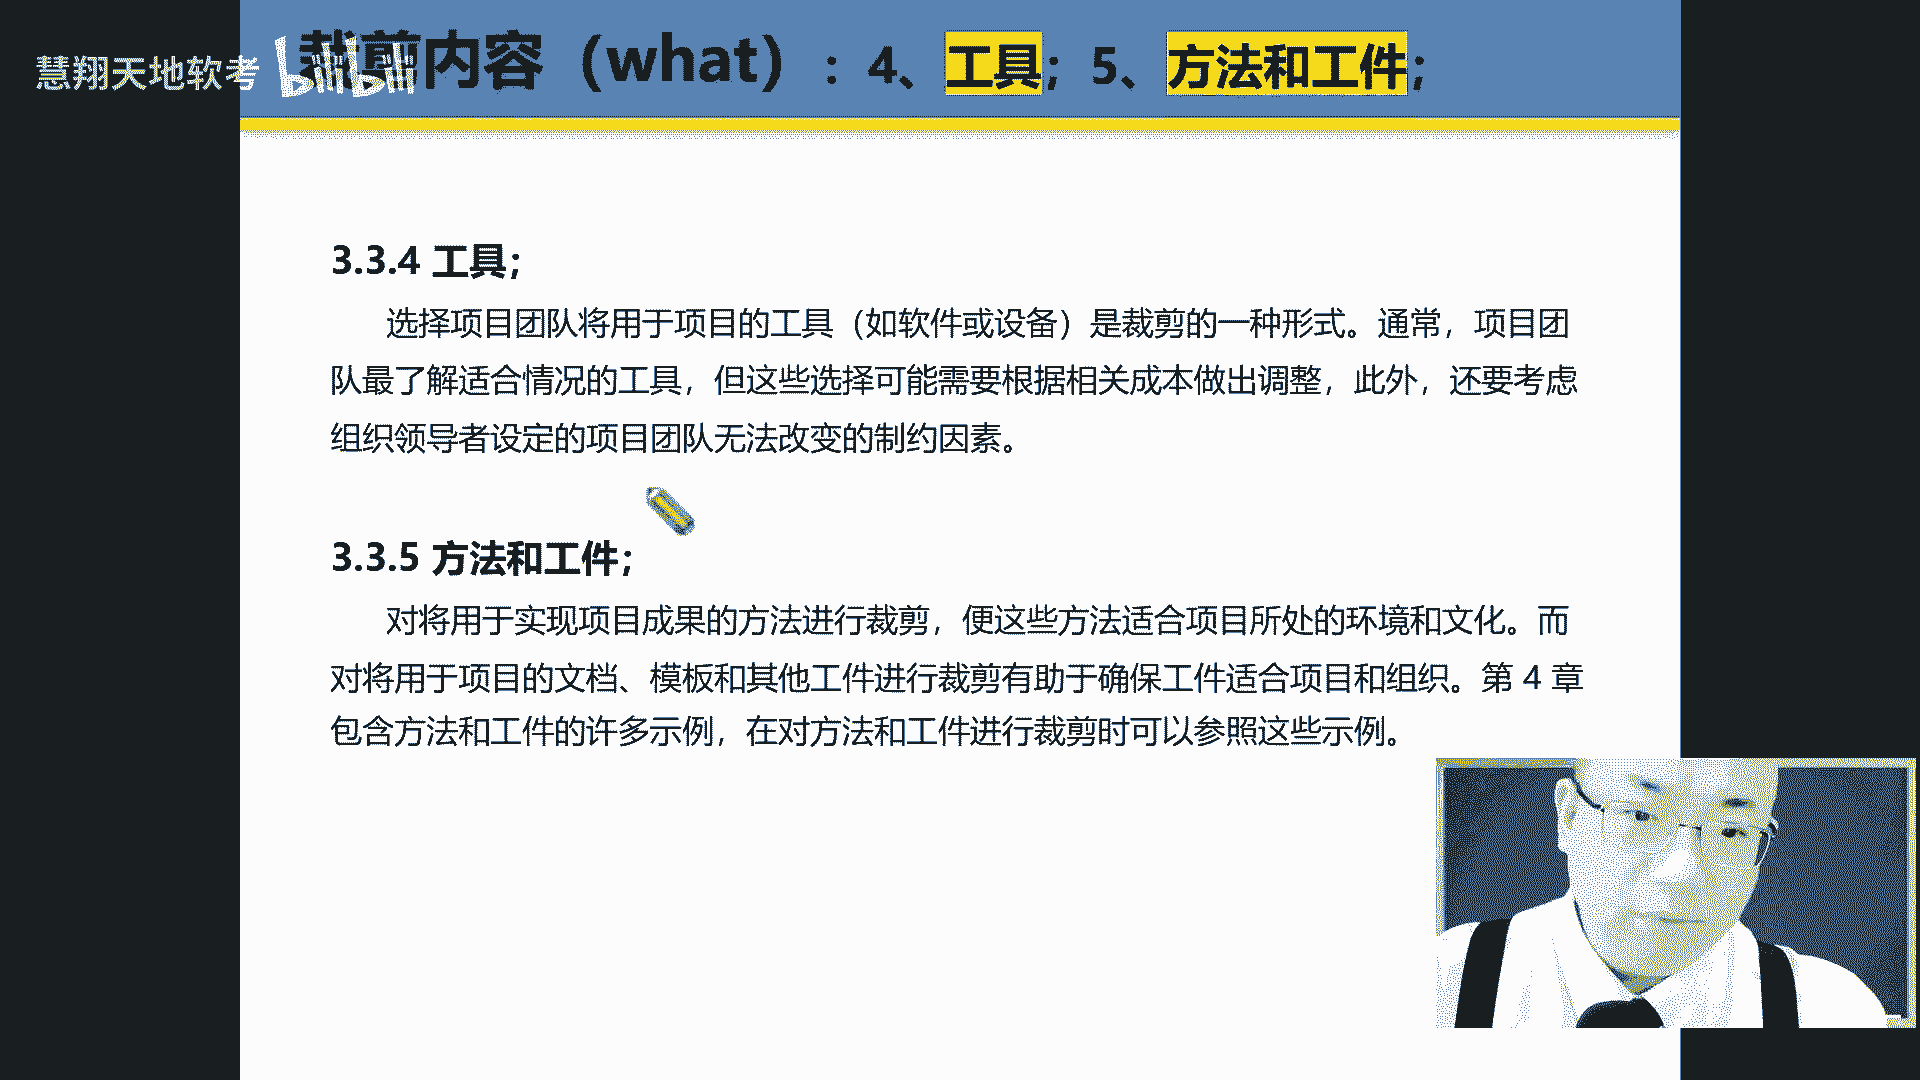 慧翔天地软考 bilibili
裁剪内容（what）：4、工具；5、方法和工件；
3.3.4 工具；
选择项目团队将用于项目的工具（如软件或设备）是裁剪的一种形式。通常，项目团
队最了解适合情况的工具，但这些选择可能需要根据相关成本做出调整，此外，还要考虑
组织领导者设定的项目团队无法改变的制约因素。
3.3.5 方法和工件；
对将用于实现项目成果的方法进行裁剪，便这些方法适合项目所处的环境和文化。而
对将用于项目的文档、模板和其他工件进行裁剪有助于确保工件适合项目和组织。第 4 章
包含方法和工件的许多示例，在对方法和工件进行裁剪时可以参照这些示例。